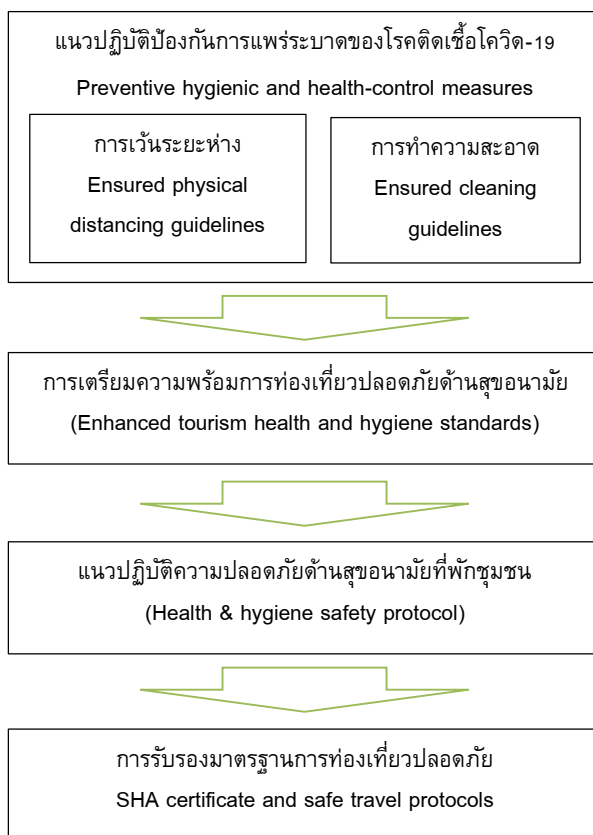 แนวปฏิบัติป้องกันการแพร่ระบาดของโรคติดเชื้อโควิด-19
Preventive hygienic and health-control measures
การเว้นระยะห่าง
Ensured physical
distancing guidelines
การทำความสะอาด
Ensured cleaning
guidelines
การเตรียมความพร้อมการท่องเที่ยวปลอดภัยด้านสุขอนามัย
(Enhanced tourism health and hygiene standards)
แนวปฏิบัติความปลอดภัยด้านสุขอนามัยที่พักชุมชน
(Health & hygiene safety protocol)
การรับรองมาตรฐานการท่องเที่ยวปลอดภัย
SHA certificate and safe travel protocols